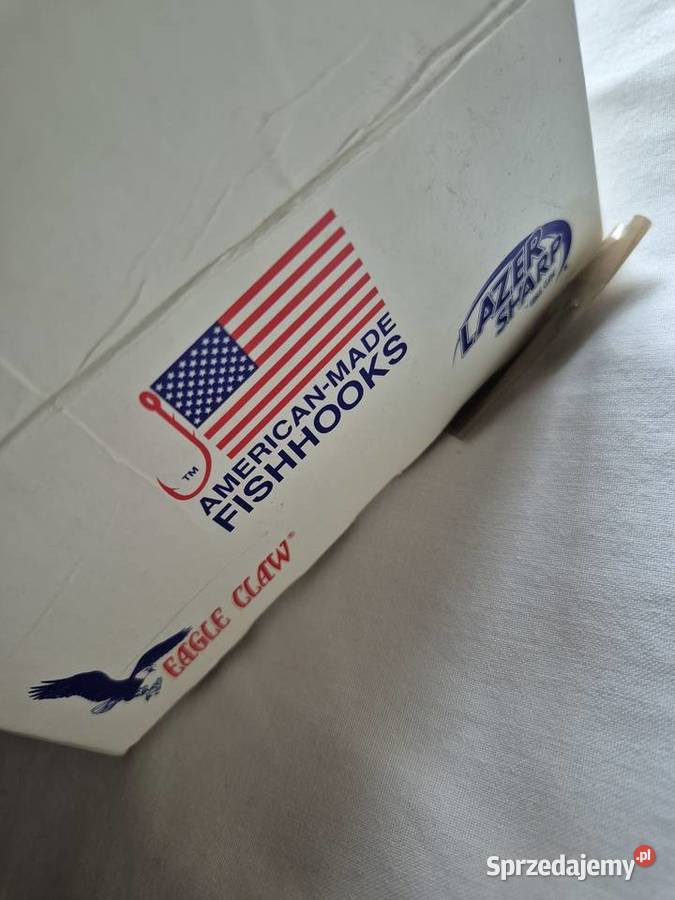 LAZER
SHARP
™
AMERICAN-MADE
FISHHOOKS
EAGLE CLAW
Sprzedajemy.pl